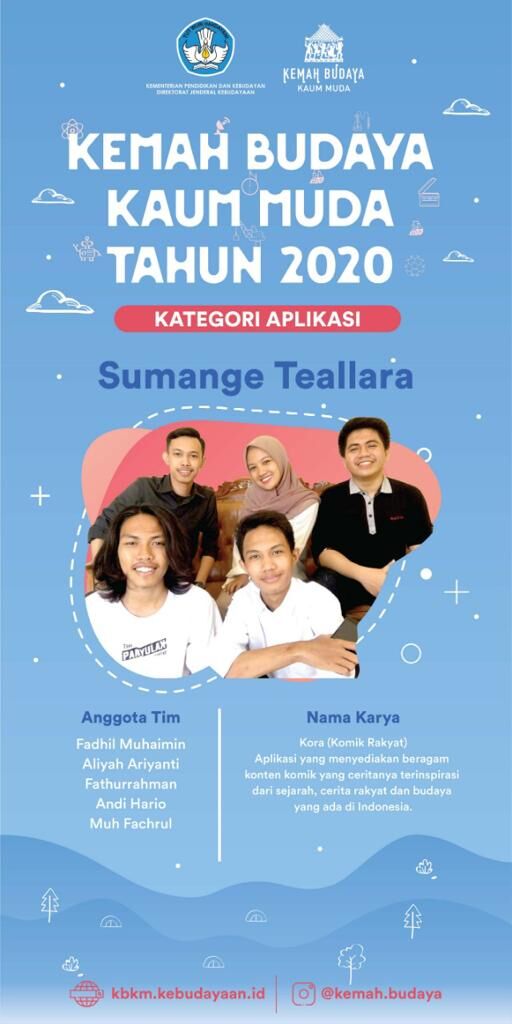 KEMENTERIAN PENDIDIKAN DAN KEBUDAYAAN
DIREKTORAT JENDERAL KEBUDAYAAN
KEMAH BUDAYA
KAUM MUDA
KEMAH BUDAYA
KAUM MUDA
TAHUN 2020
KATEGORI APLIKASI
Sumange Teallara
PAKYULAN
Anggota Tim
Fadhil Muhaimin
Aliyah Ariyanti
Fathurrahman
Andi Hario
Muh Fachrul
Nama Karya
Kora (Komik Rakyat)
Aplikasi yang menyediakan beragam
konten komik yang ceritanya terinspirasi
dari sejarah, cerita rakyat dan budaya
yang ada di Indonesia.
kbkm.kebudayaan.id
@kemah.budaya